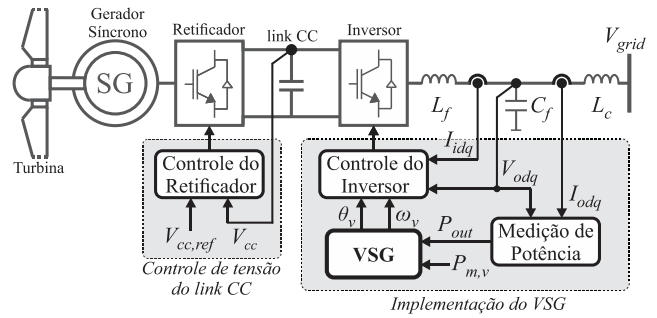 Gerador
Síncrono
SG
Turbina
Retificador
link CC
Inversor
L_f
C_f
L_c
V_grid
Controle do
Retificador
V_cc,ref
V_cc
Controle de tensão
do link CC
Controle do
Inversor
I_idq
V_odq
I_odq
θ_v
ω_v
VSG
P_out
P_m,v
Medição de
Potência
Implementação do VSG